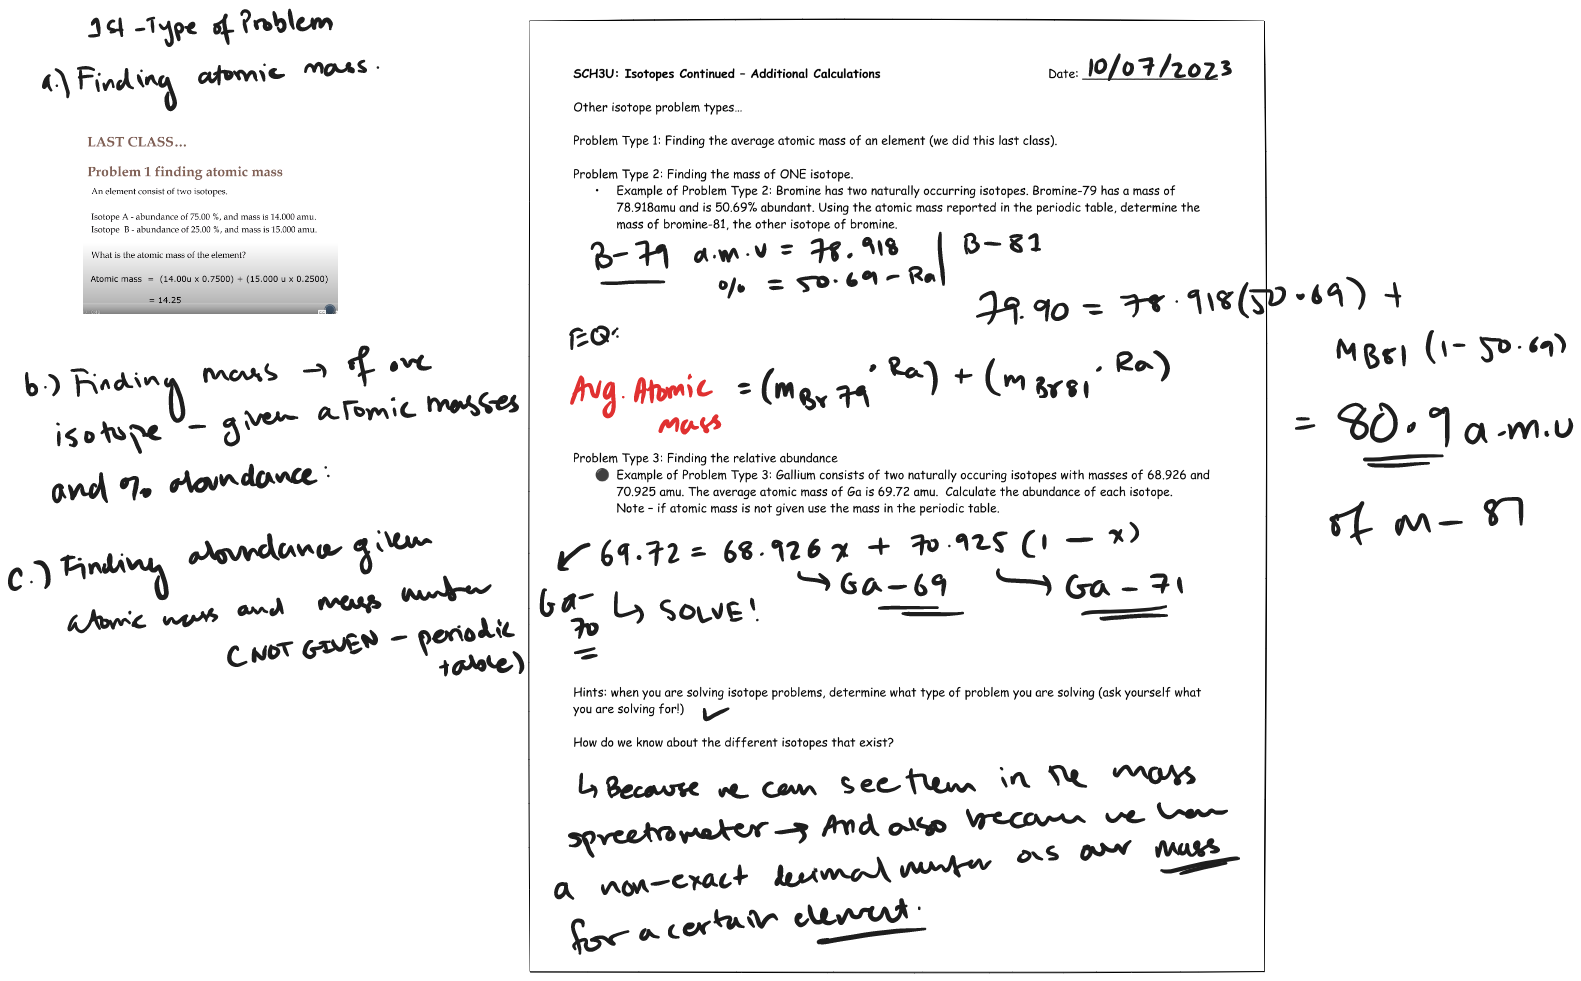 1st - Type of Problem
a.) Finding atomic mass.
LAST CLASS...
Problem 1 finding atomic mass
An element consist of two isotopes.
Isotope A - abundance of 75.00 %, and mass is 14.000 amu.
Isotope B - abundance of 25.00 %, and mass is 15.000 amu.
What is the atomic mass of the element?
Atomic mass = (14.00u x 0.7500) + (15.000 u x 0.2500)
= 14.25
b.) Finding mass → of one
isotope - given atomic masses
and % abundance:
c.) Finding abundance given
atomic mass and mass number
(NOT GIVEN - periodic
table)
SCH3U: Isotopes Continued – Additional Calculations
Date: 10/07/2023
Other isotope problem types…
Problem Type 1: Finding the average atomic mass of an element (we did this last class).
Problem Type 2: Finding the mass of ONE isotope.
• Example of Problem Type 2: Bromine has two naturally occurring isotopes. Bromine-79 has a mass of
78.918amu and is 50.69% abundant. Using the atomic mass reported in the periodic table, determine the
mass of bromine-81, the other isotope of bromine.
B-79 a.m.u = 78.918 | B-81
% = 50.69 - Ra
79.90 = 78.918(50.69) +
MB81 (1 - 50.69)
EQ:
Avg. Atomic = (mBr79 · Ra) + (mBr81 · Ra)
mass
= 80.9 a.m.u
of m - 81
Problem Type 3: Finding the relative abundance
● Example of Problem Type 3: Gallium consists of two naturally occuring isotopes with masses of 68.926 and
70.925 amu. The average atomic mass of Ga is 69.72 amu. Calculate the abundance of each isotope.
Note – if atomic mass is not given use the mass in the periodic table.
69.72 = 68.926x + 70.925 (1 - x)
↳ Ga-69 ↳ Ga-71
Ga-
70
↳ SOLVE!
Hints: when you are solving isotope problems, determine what type of problem you are solving (ask yourself what
you are solving for!) ✓
How do we know about the different isotopes that exist?
↳ Because we can see them in the mass
spreetrometer → And also because we have
a non-exact decimal number as our mass
for a certain element.